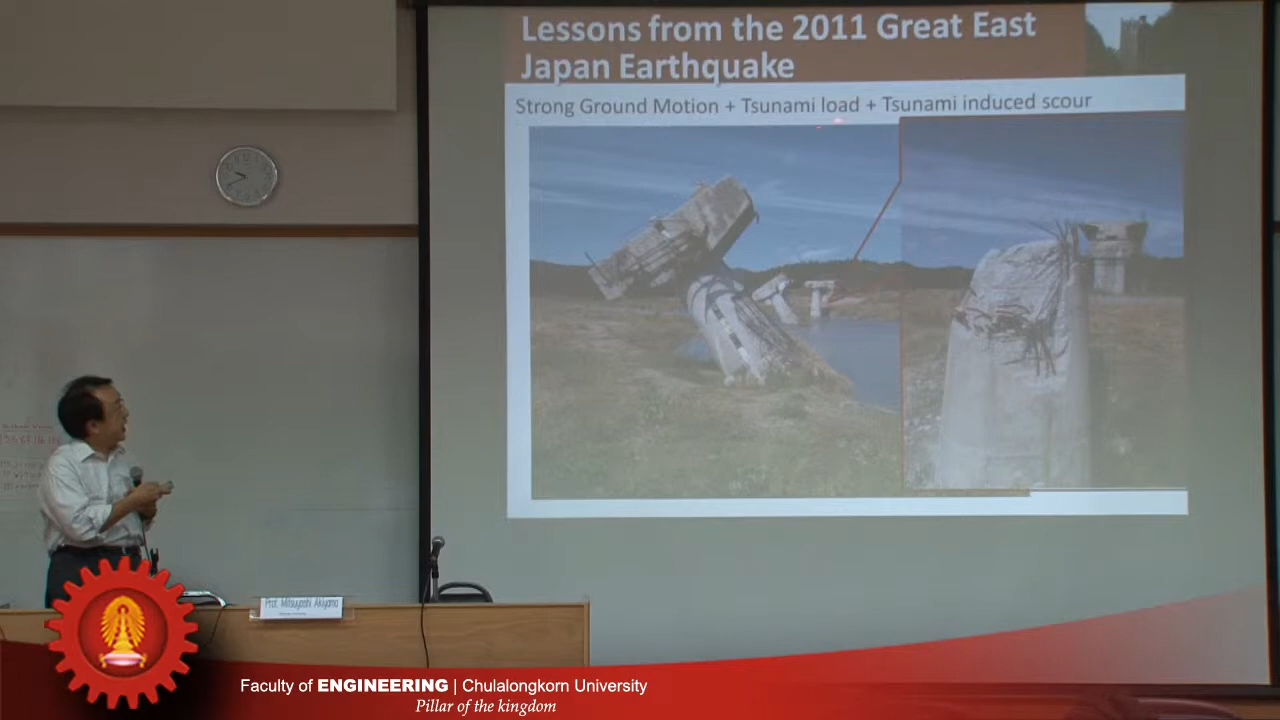 Lessons from the 2011 Great East
Japan Earthquake
Strong Ground Motion + Tsunami load + Tsunami induced scour
Prof. Mitsuyoshi Akiyama
Faculty of ENGINEERING | Chulalongkorn University
Pillar of the kingdom